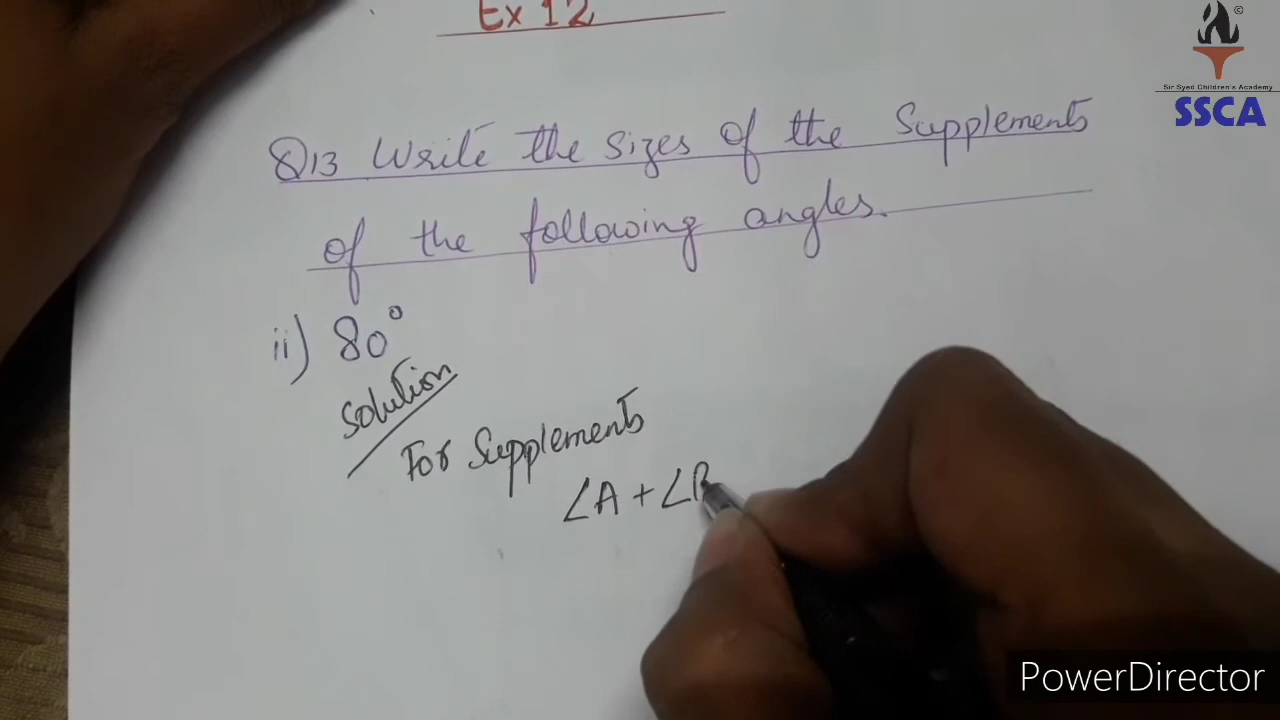 Ex 12
©
Sir Syed Children's Academy
SSCA
Q13 Write the sizes of the Supplements
of the following angles.
ii) 80°
Solution
For Supplements
∠A + ∠B
PowerDirector